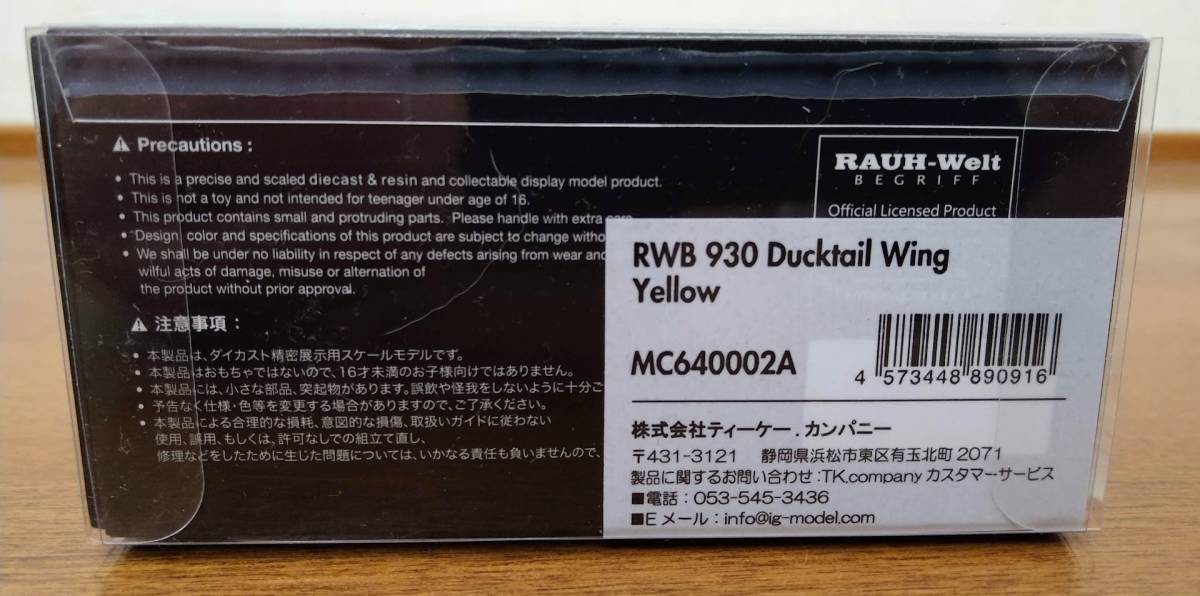 ⚠ Precautions :
• This is a precise and scaled diecast & resin and collectable display model product.
• This is not a toy and not intended for teenager under age of 16.
• This product contains small and protruding parts. Please handle with extra care.
• Design, color and specifications of this product are subject to change witho
• We shall be under no liability in respect of any defects arising from wear and
wilful acts of damage, misuse or alternation of
the product without prior approval.
⚠ 注意事項：
• 本製品は、ダイカスト精密展示用スケールモデルです。
• 本製品はおもちゃではないので、16才未満のお子様向けではありません。
• 本製品には、小さな部品、突起物があります。誤飲や怪我をしないように十分ご
• 予告なく仕様・色等を変更する場合がありますので、ご了承ください。
• 本製品による合理的な損耗、意図的な損傷、取扱いガイドに従わない
使用、誤用、もしくは、許可なしでの組立て直し、
修理などをしたために生じた問題については、いかなる責任も負いませんので、
RAUH-Welt
BEGRIFF
Official Licensed Product
RWB 930 Ducktail Wing
Yellow
MC640002A
4 573448 890916
株式会社ティーケー．カンパニー
〒431-3121 静岡県浜松市東区有玉北町 2071
製品に関するお問い合わせ：TK.company カスタマーサービス
■電話：053-545-3436
■Eメール：info@ig-model.com